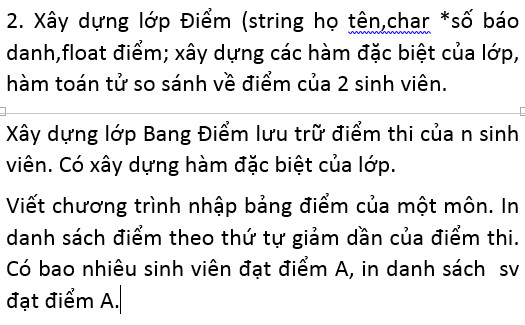 2. Xây dựng lớp Điểm (string họ tên,char *số báo
danh,float điểm; xây dựng các hàm đặc biệt của lớp,
hàm toán tử so sánh về điểm của 2 sinh viên.
Xây dựng lớp Bang Điểm lưu trữ điểm thi của n sinh
viên. Có xây dựng hàm đặc biệt của lớp.
Viết chương trình nhập bảng điểm của một môn. In
danh sách điểm theo thứ tự giảm dần của điểm thi.
Có bao nhiêu sinh viên đạt điểm A, in danh sách  sv
đạt điểm A.